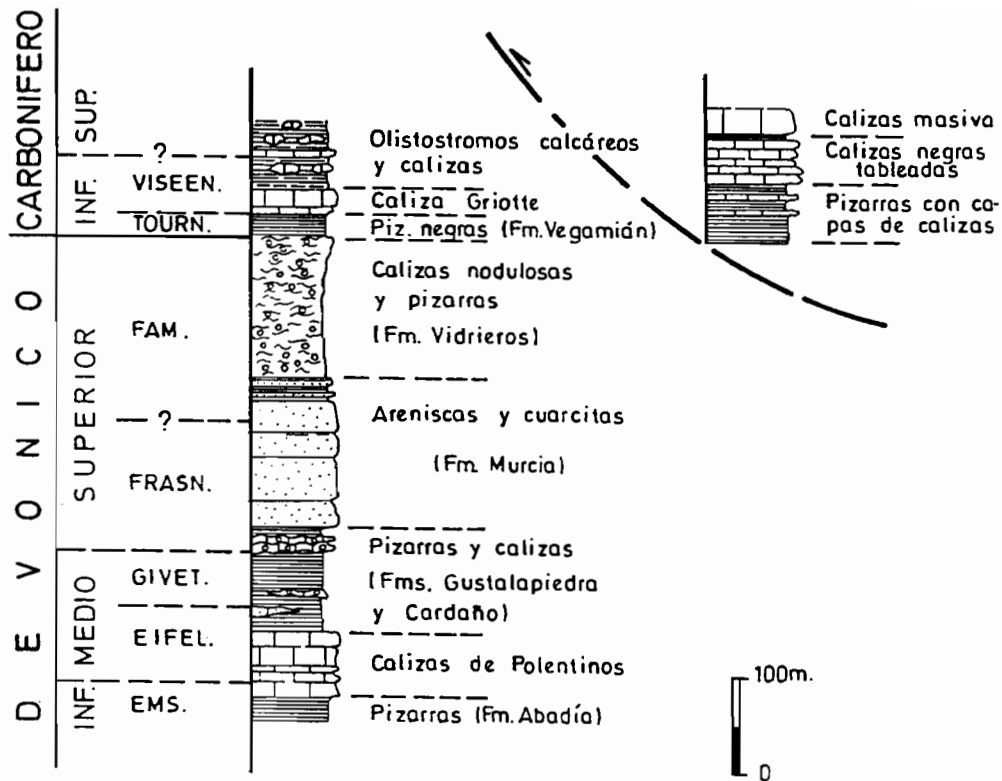 CARBONIFERO
SUP.
INF.
?
VISEEN.
TOURN.
DEVONICO
SUPERIOR
FAM.
?
FRASN.
MEDIO
GIVET.
EIFEL.
INF.
EMS.
Olistostromos calcáreos
y calizas
Caliza Griotte
Piz. negras (Fm. Vegamián)
Calizas nodulosas
y pizarras
(Fm. Vidrieros)
Areniscas y cuarcitas
(Fm. Murcia)
Pizarras y calizas
(Fms. Gustalapiedra
y Cardaño)
Calizas de Polentinos
Pizarras (Fm. Abadía)
Calizas masiva
Calizas negras
tableadas
Pizarras con ca-
pas de calizas
100m.
0